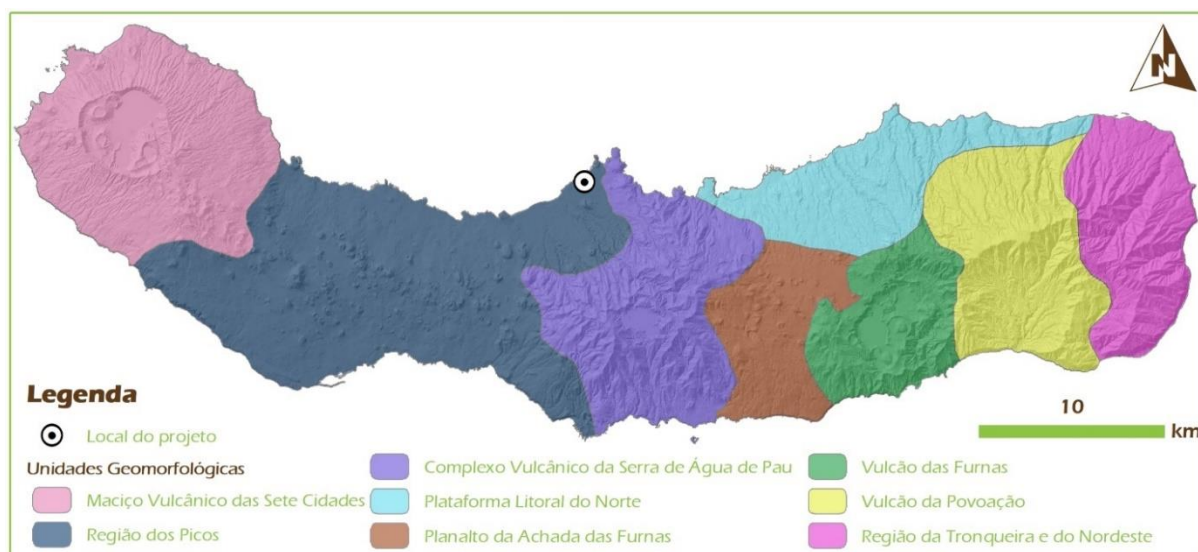 N
Legenda
Local do projeto
Unidades Geomorfológicas
Maciço Vulcânico das Sete Cidades
Região dos Picos
Complexo Vulcânico da Serra de Água de Pau
Plataforma Litoral do Norte
Planalto da Achada das Furnas
Vulcão das Furnas
Vulcão da Povoação
Região da Tronqueira e do Nordeste
10
km